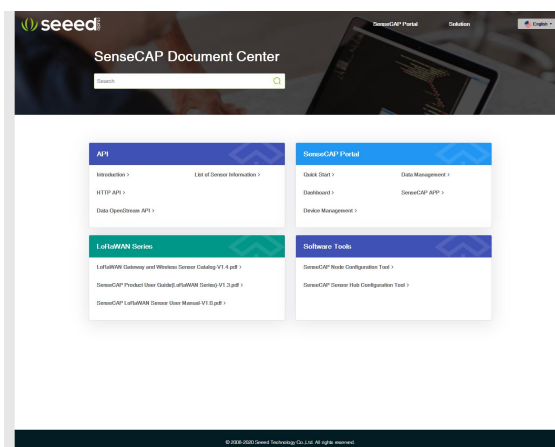 seeed
SenseCAP Portal
Solution
English
SenseCAP Document Center
Search
API
Introduction >
List of Sensor Information >
HTTP API >
Data OpenStream API >
SenseCAP Portal
Quick Start >
Data Management >
Dashboard >
SenseCAP APP >
Device Management >
LoRaWAN Series
LoRaWAN Gateway and Wireless Sensor Catalog-V1.4.pdf >
SenseCAP Product User Guide(LoRaWAN Series)-V1.3.pdf >
SenseCAP LoRaWAN Sensor User Manual-V1.0.pdf >
Software Tools
SenseCAP Node Configuration Tool >
SenseCAP Sensor Hub Configuration Tool >
© 2008-2020 Seeed Technology Co.,Ltd. All rights reserved.